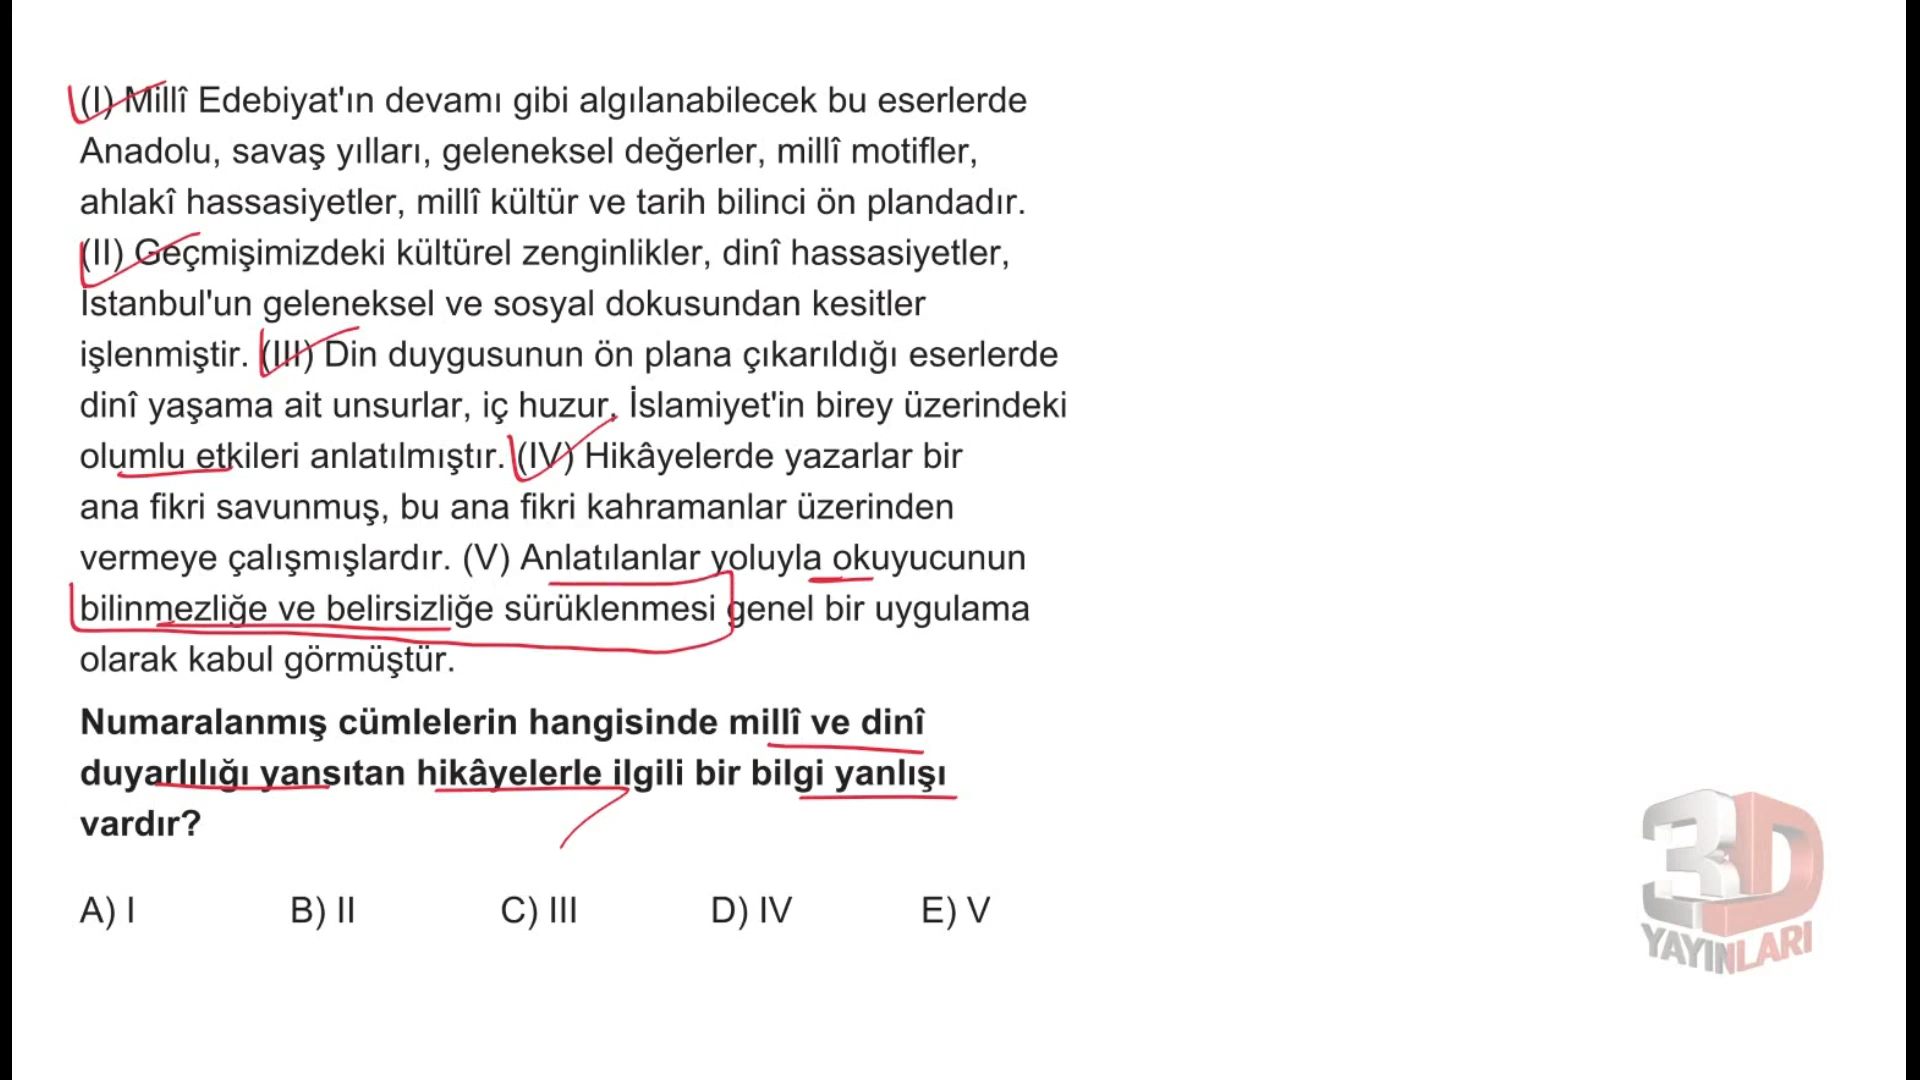 (I) Millî Edebiyat'ın devamı gibi algılanabilecek bu eserlerde
Anadolu, savaş yılları, geleneksel değerler, millî motifler,
ahlakî hassasiyetler, millî kültür ve tarih bilinci ön plandadır.
(II) Geçmişimizdeki kültürel zenginlikler, dinî hassasiyetler,
İstanbul'un geleneksel ve sosyal dokusundan kesitler
işlenmiştir. (III) Din duygusunun ön plana çıkarıldığı eserlerde
dinî yaşama ait unsurlar, iç huzur, İslamiyet'in birey üzerindeki
olumlu etkileri anlatılmıştır. (IV) Hikâyelerde yazarlar bir
ana fikri savunmuş, bu ana fikri kahramanlar üzerinden
vermeye çalışmışlardır. (V) Anlatılanlar yoluyla okuyucunun
bilinmezliğe ve belirsizliğe sürüklenmesi genel bir uygulama
olarak kabul görmüştür.
Numaralanmış cümlelerin hangisinde millî ve dinî
duyarlılığı yansıtan hikâyelerle ilgili bir bilgi yanlışı
vardır?
A) I B) II C) III D) IV E) V
3D
YAYINLARI